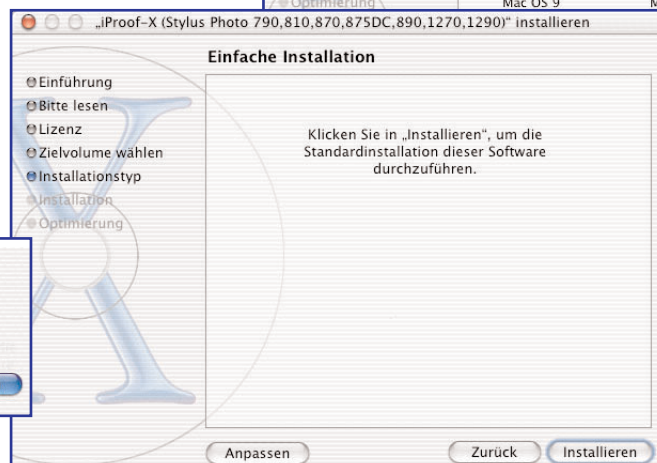 Optimierung
Mac OS 9
„iProof-X (Stylus Photo 790,810,870,875DC,890,1270,1290)“ installieren
Einfache Installation
Einführung
Bitte lesen
Lizenz
Zielvolume wählen
Installationstyp
Installation
Optimierung
Klicken Sie in „Installieren“, um die
Standardinstallation dieser Software
durchzuführen.
Anpassen
Zurück
Installieren